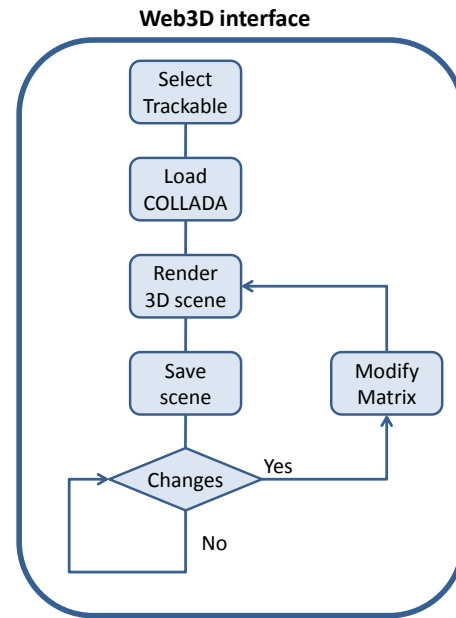 Web3D interface
Select
Trackable
Load
COLLADA
Render
3D scene
Save
scene
Modify
Matrix
Changes
Yes
No